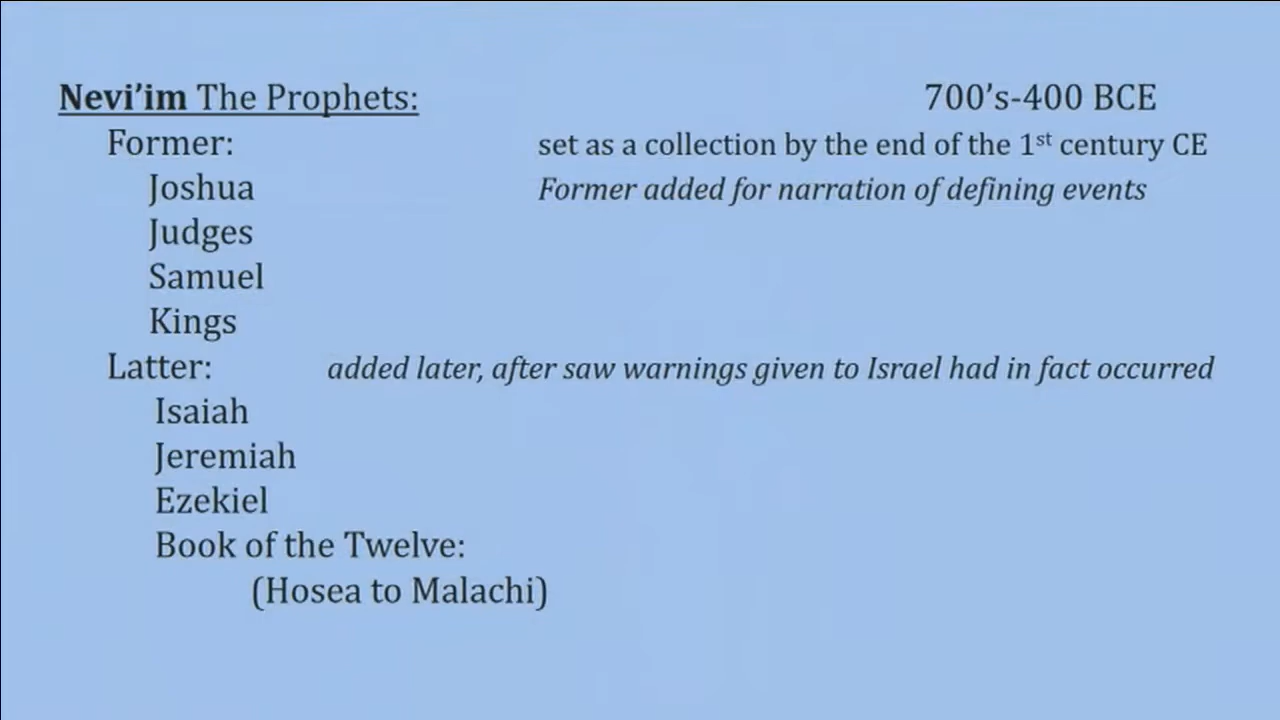 Nevi’im The Prophets: 700’s-400 BCE
Former: set as a collection by the end of the 1st century CE
Joshua Former added for narration of defining events
Judges
Samuel
Kings
Latter: added later, after saw warnings given to Israel had in fact occurred
Isaiah
Jeremiah
Ezekiel
Book of the Twelve:
(Hosea to Malachi)